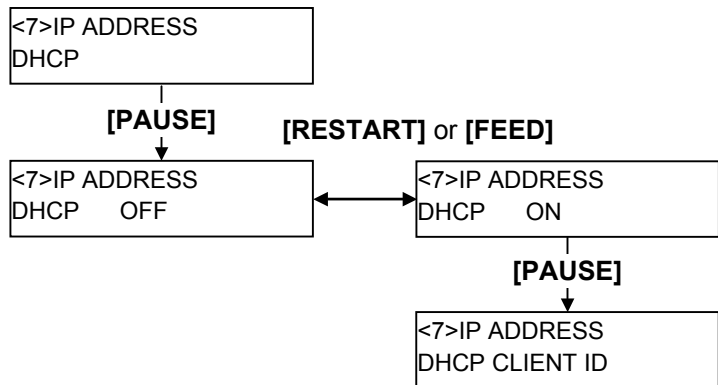 <7>IP ADDRESS
DHCP
[PAUSE]
[RESTART] or [FEED]
<7>IP ADDRESS
DHCP OFF
<7>IP ADDRESS
DHCP ON
[PAUSE]
<7>IP ADDRESS
DHCP CLIENT ID